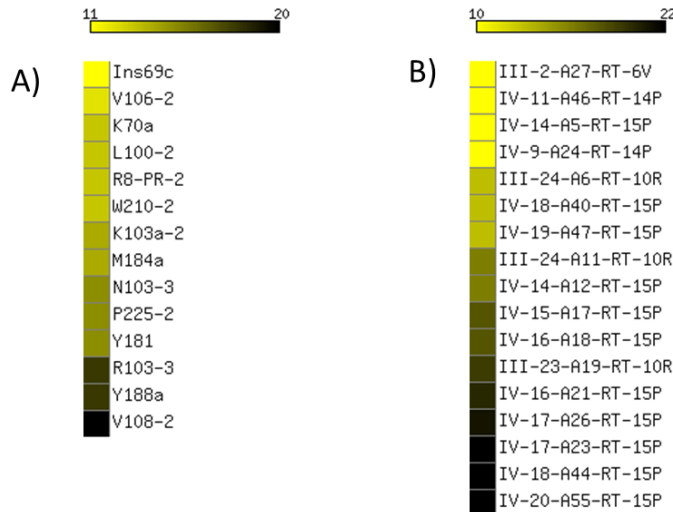 11 20
A)
Ins69c
V106-2
K70a
L100-2
R8-PR-2
W210-2
K103a-2
M184a
N103-3
P225-2
Y181
R103-3
Y188a
V108-2
10 22
B)
III-2-A27-RT-6V
IV-11-A46-RT-14P
IV-14-A5-RT-15P
IV-9-A24-RT-14P
III-24-A6-RT-10R
IV-18-A40-RT-15P
IV-19-A47-RT-15P
III-24-A11-RT-10R
IV-14-A12-RT-15P
IV-15-A17-RT-15P
IV-16-A18-RT-15P
III-23-A19-RT-10R
IV-16-A21-RT-15P
IV-17-A26-RT-15P
IV-17-A23-RT-15P
IV-18-A44-RT-15P
IV-20-A55-RT-15P